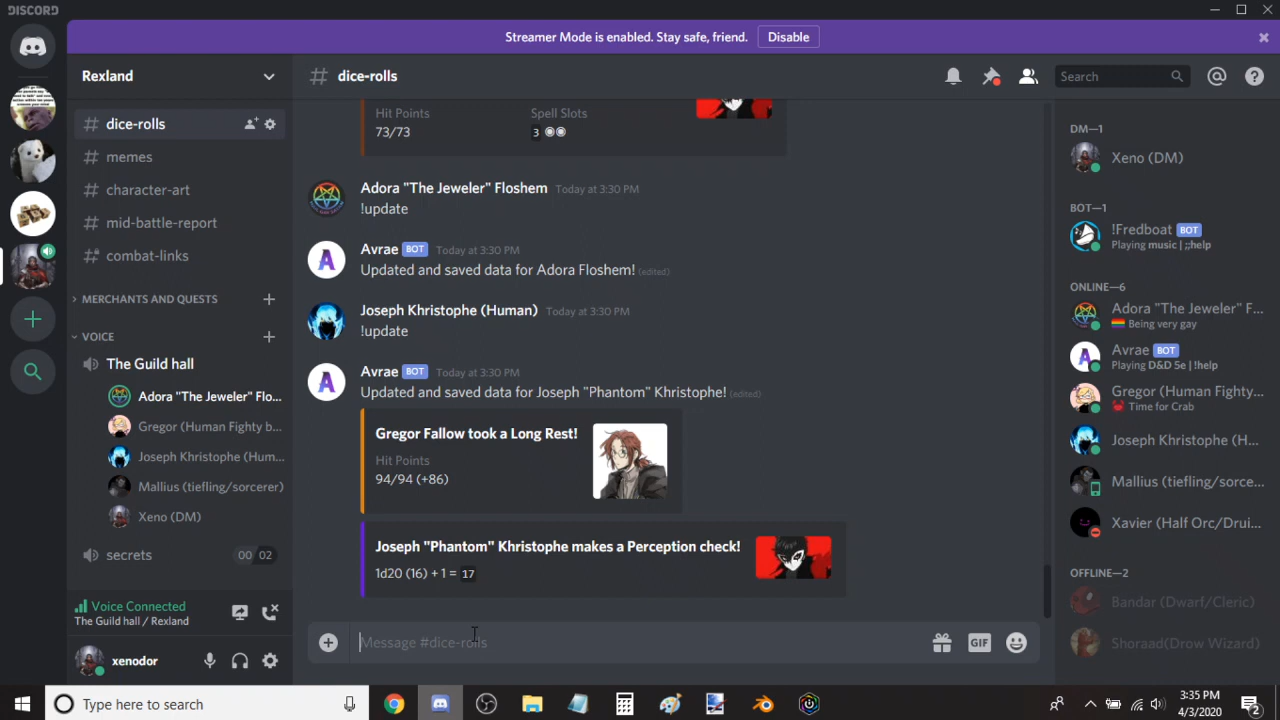 DISCORD
Streamer Mode is enabled. Stay safe, friend.
Disable
Rexland
# dice-rolls
Search
# dice-rolls
# memes
# character-art
# mid-battle-report
# combat-links
MERCHANTS AND QUESTS
VOICE
The Guild hall
Adora "The Jeweler" Flo...
Gregor (Human Fighty b...
Joseph Khristophe (Hum...
Mallius (tiefling/sorcerer)
Xeno (DM)
secrets
00 02
Voice Connected
The Guild hall / Rexland
xenodor
Hit Points
73/73
Spell Slots
3 ◉◉
Adora "The Jeweler" Floshem Today at 3:30 PM
!update
Avrae BOT Today at 3:30 PM
Updated and saved data for Adora Floshem! (edited)
Joseph Khristophe (Human) Today at 3:30 PM
!update
Avrae BOT Today at 3:30 PM
Updated and saved data for Joseph "Phantom" Khristophe! (edited)
Gregor Fallow took a Long Rest!
Hit Points
94/94 (+86)
Joseph "Phantom" Khristophe makes a Perception check!
1d20 (16) + 1 = 17
Message #dice-rolls
GIF
DM—1
Xeno (DM)
BOT—1
!Fredboat BOT
Playing music | ;;help
ONLINE—6
Adora "The Jeweler" F...
Being very gay
Avrae BOT
Playing D&D 5e | !help
Gregor (Human Fighty ...
Time for Crab
Joseph Khristophe (H...
Mallius (tiefling/sorce...
Xavier (Half Orc/Drui...
OFFLINE—2
Bandar (Dwarf/Cleric)
Shoraad(Drow Wizard)
Type here to search
3:35 PM
4/3/2020
2